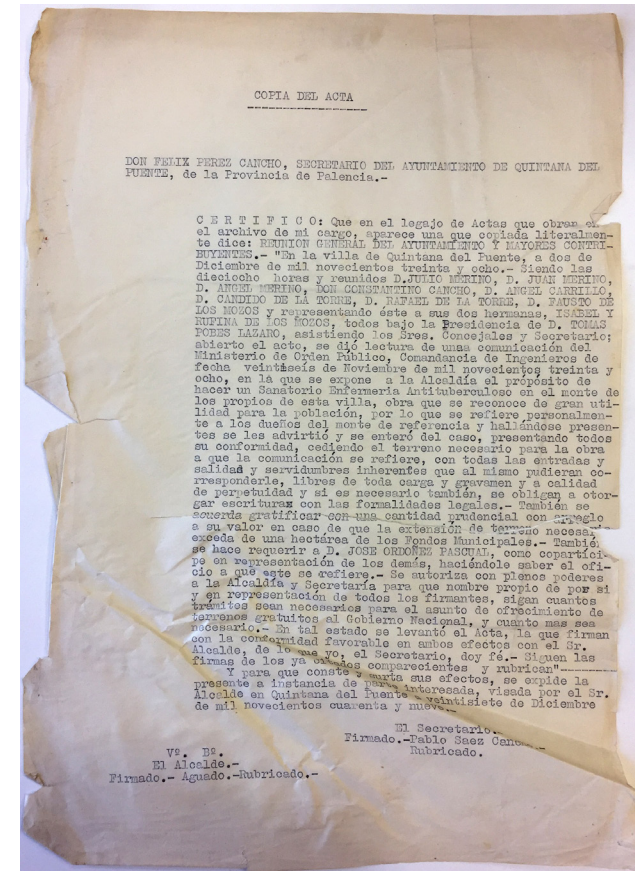 COPIA DEL ACTA
DON FELIX PEREZ CANCHO, SECRETARIO DEL AYUNTAMIENTO DE QUINTANA DEL
PUENTE, de la Provincia de Palencia.-
C E R T I F I C O: Que en el legajo de Actas que obran en
el archivo de mi cargo, aparece una que copiada literalmen-
te dice: REUNION GENERAL DEL AYUNTAMIENTO Y MAYORES CONTRI-
BUYENTES.- "En la villa de Quintana del Puente, a dos de
Diciembre de mil novecientos treinta y ocho.- Siendo las
dieciocho horas y reunidos D.JULIO MERINO, D. JUAN MERINO,
D. ANGEL MERINO, DON CONSTANTINO CANCHO, D. ANGEL CARRILLO,
D. CANDIDO DE LA TORRE, D. RAFAEL DE LA TORRE, D. FAUSTO DE
LOS MOZOS y representando éste a sus dos hermanas, ISABEL Y
RUFINA DE LOS MOZOS, todos bajo la Presidencia de D. TOMAS
POBES LAZARO, asistiendo los Sres. Concejales y Secretario;
abierto el acto, se dió lectura de una comunicación del
Ministerio de Orden Público, Comandancia de Ingenieros de
fecha veintiseis de Noviembre de mil novecientos treinta y
ocho, en là que se expone a la Alcaldía el propósito de
hacer un Sanatorio Enfermeria Antituberculoso en el monte de
los propios de esta villa, obra que se reconoce de gran uti-
lidad para la población, por lo que se refiere personalmen-
te a los dueños del monte de referencia y hallándose presen-
tes se les advirtió y se enteró del caso, presentando todos
su conformidad, cediendo el terreno necesario para la obra
a que la comunicación se refiere, con todas las entradas y
salidas y servidumbres inherentes que al mismo pudieran co-
rresponderle, libres de toda carga y gravamen y a calidad
de perpetuidad y si es necesario también, se obligan a otor-
gar escrituras con las formalidades legales.- También se
acuerda gratificar con una cantidad prudencial con arreglo
a su valor en caso de que la extensión de terreno necesar
exceda de una hectárea de los Fondos Municipales.- También
se hace requerir a D. JOSE ORDOÑEZ PASCUAL, como copartíci-
pe en representación de los demás, haciéndole saber el ofi-
cio a que este se refiere.- Se autoriza con plenos poderes
a la Alcaldía y Secretaría para que nombre propio de por si
y en representación de todos los firmantes, sigan cuantos
trámites sean necesarios para el asunto de ofrecimiento de
terrenos gratuitos al Gobierno Nacional, y cuanto mas sea
necesario.- En tal estado se levantó el Acta, la que firman
con la conformidad favorable en ambos efectos con el Sr.
Alcalde, de lo que yo, el Secretario, doy fé.- Siguen las
firmas de los ya citados comparecientes y rubrican"------
Y para que conste y surta sus efectos, se expide la
presente a instancia de parte interesada, visada por el Sr.
Alcalde en Quintana del Puente a veintisiete de Diciembre
de mil novecientos cuarenta y nueve.-
El Secretario.
Firmado.-Pablo Saez Cancho.-
Rubricado.
Vº. Bº.
El Alcalde.-
Firmado.- Aguado.-Rubricado.-